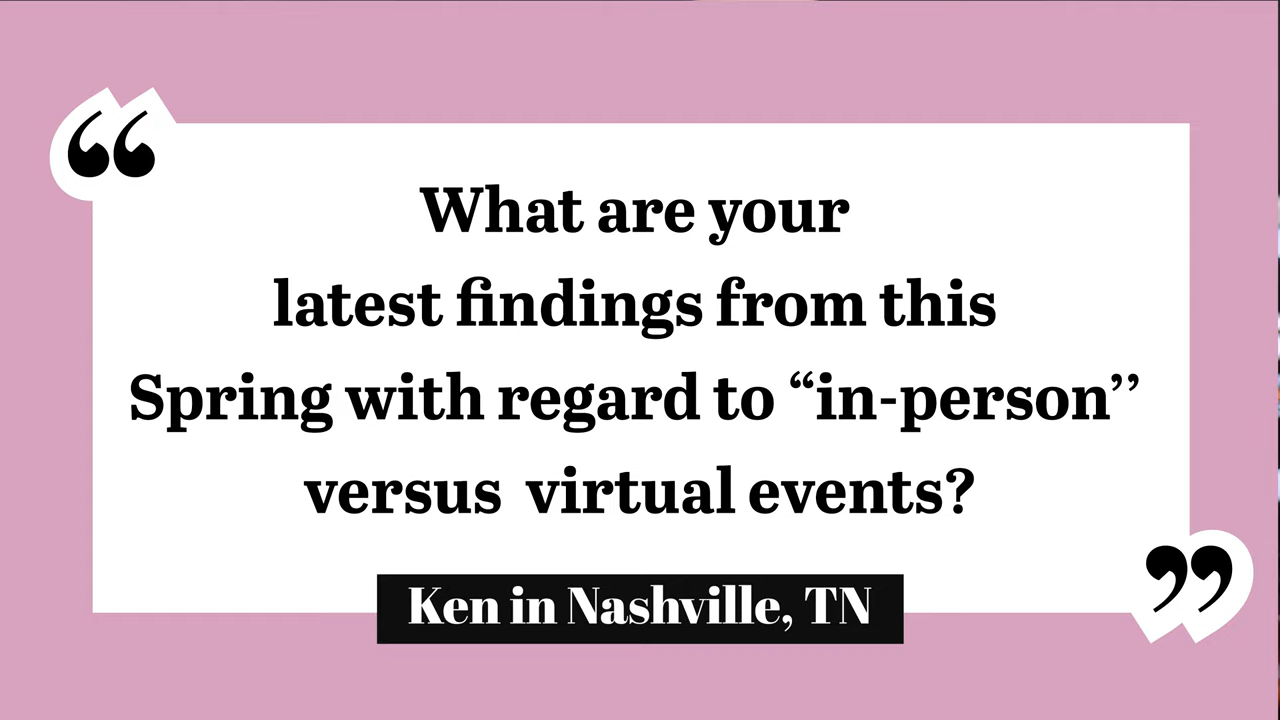 “
What are your
latest findings from this
Spring with regard to “in-person’’
versus  virtual events?
”
Ken in Nashville, TN